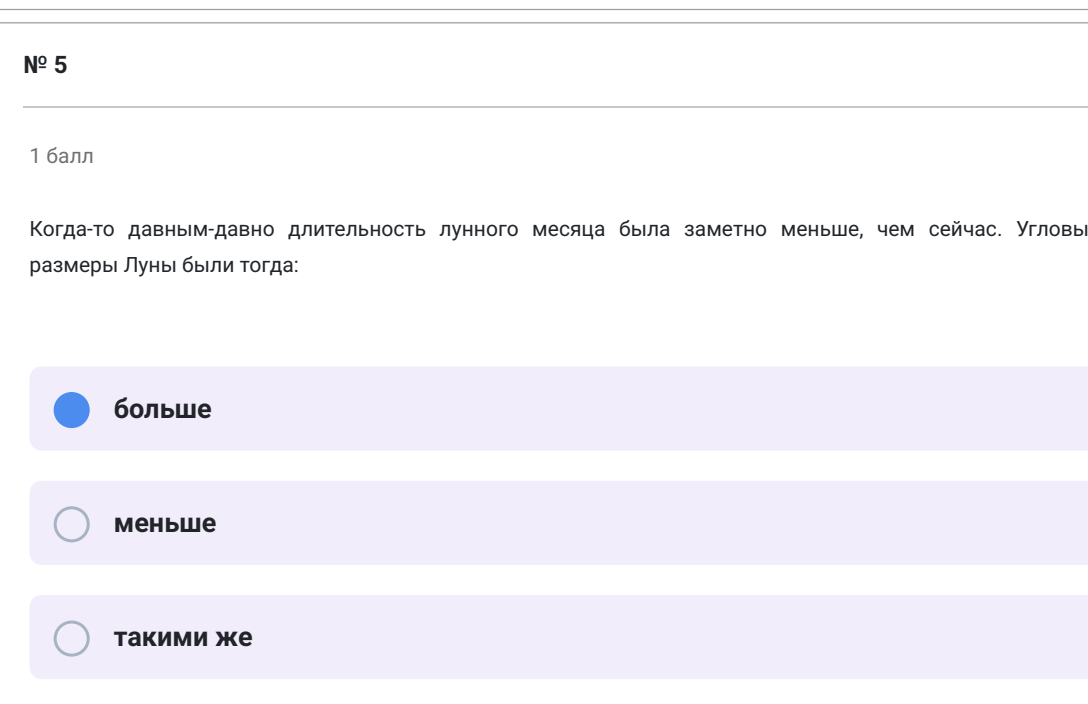 № 5
1 балл
Когда-то давным-давно длительность лунного месяца была заметно меньше, чем сейчас. Угловы
размеры Луны были тогда:
больше
меньше
такими же